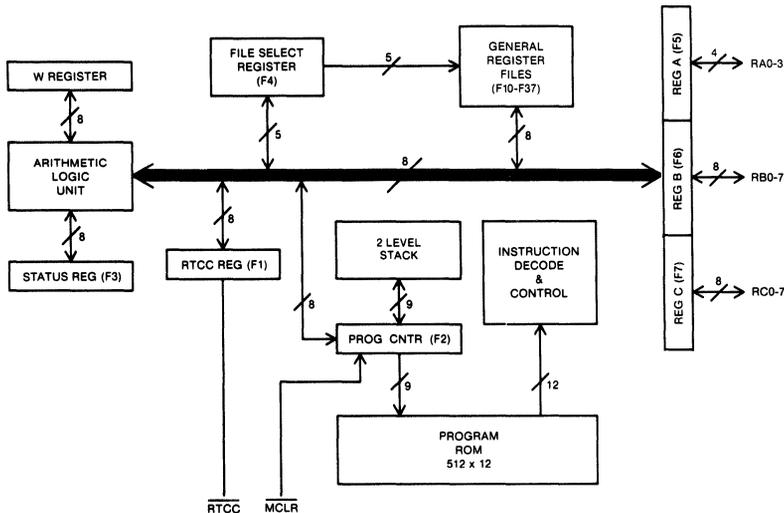 W REGISTER
8
ARITHMETIC
LOGIC
UNIT
8
STATUS REG (F3)
FILE SELECT
REGISTER
(F4)
5
5
GENERAL
REGISTER
FILES
(F10-F37)
8
8
8
RTCC REG (F1)
8
2 LEVEL
STACK
9
PROG CNTR (F2)
9
INSTRUCTION
DECODE
&
CONTROL
12
PROGRAM
ROM
512 x 12
RTCC
MCLR
REG A (F5)
4
RA0-3
REG B (F6)
8
RB0-7
REG C (F7)
8
RC0-7